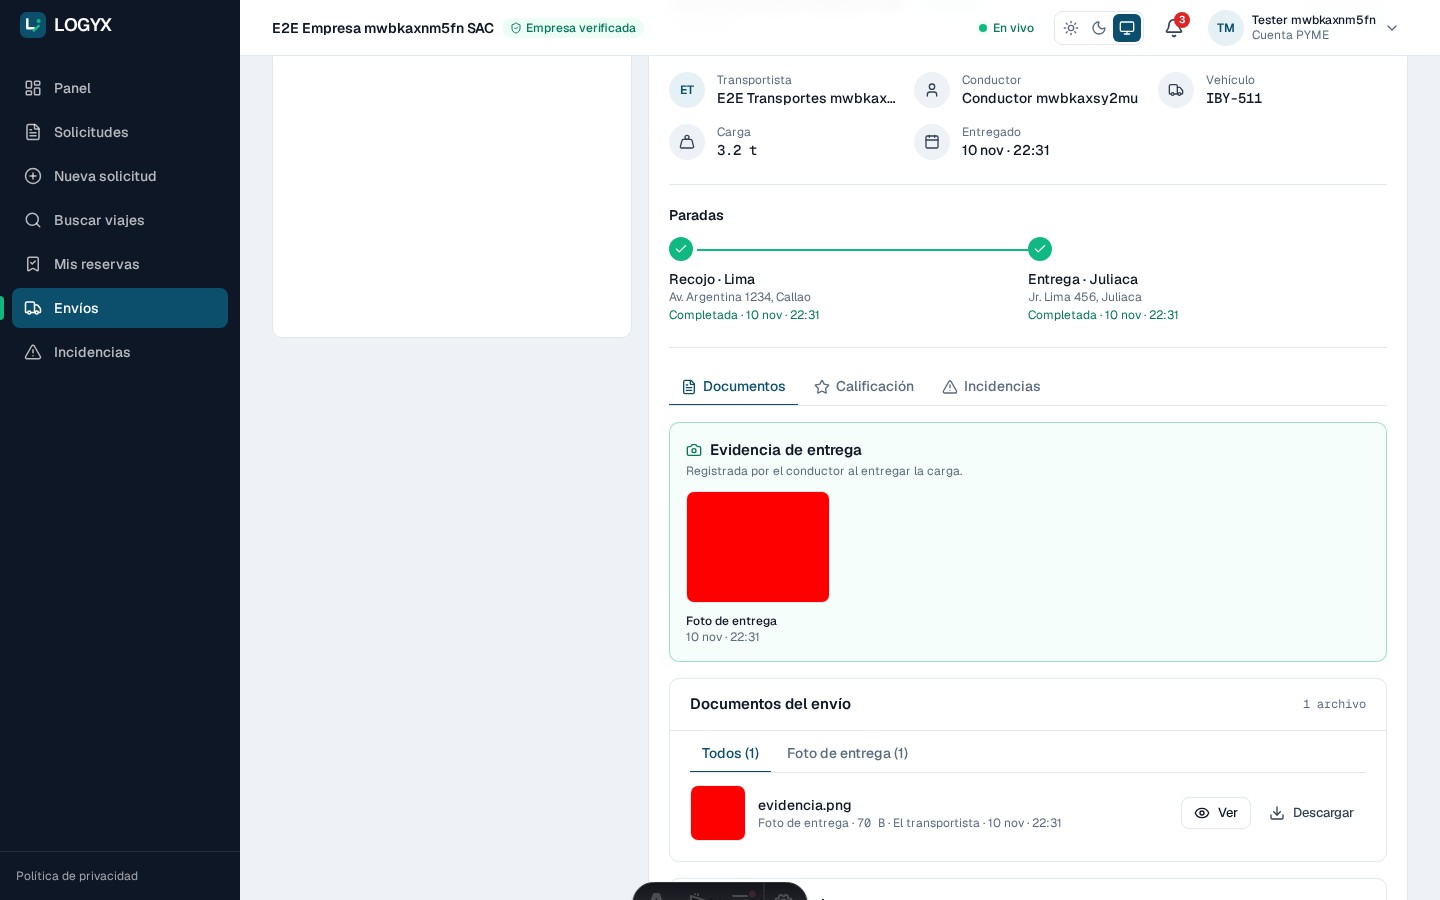 LOGYX
E2E Empresa mwbkaxnm5fn SAC
Empresa verificada
En vivo
3
TM
Tester mwbkaxnm5fn
Cuenta PYME
Panel
Solicitudes
Nueva solicitud
Buscar viajes
Mis reservas
Envíos
Incidencias
Política de privacidad
ET
Transportista
E2E Transportes mwbkax...
Conductor
Conductor mwbkaxsy2mu
Vehículo
IBY-511
Carga
3.2 t
Entregado
10 nov · 22:31
Paradas
Recojo · Lima
Av. Argentina 1234, Callao
Completada · 10 nov · 22:31
Entrega · Juliaca
Jr. Lima 456, Juliaca
Completada · 10 nov · 22:31
Documentos
Calificación
Incidencias
Evidencia de entrega
Registrada por el conductor al entregar la carga.
Foto de entrega
10 nov · 22:31
Documentos del envío
1 archivo
Todos (1)
Foto de entrega (1)
evidencia.png
Foto de entrega · 70 B · El transportista · 10 nov · 22:31
Ver
Descargar